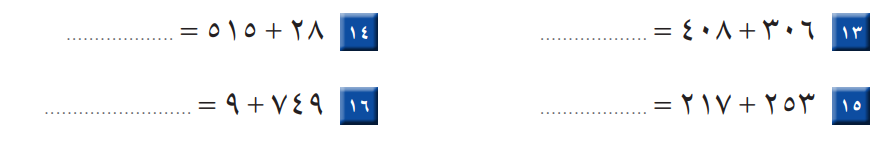 ١٣ ٣٠٦ + ٤٠٨ = ...................
١٤ ٢٨ + ٥١٥ = ...................
١٥ ٢٥٣ + ٢١٧ = ...................
١٦ ٧٤٩ + ٩ = ..........................